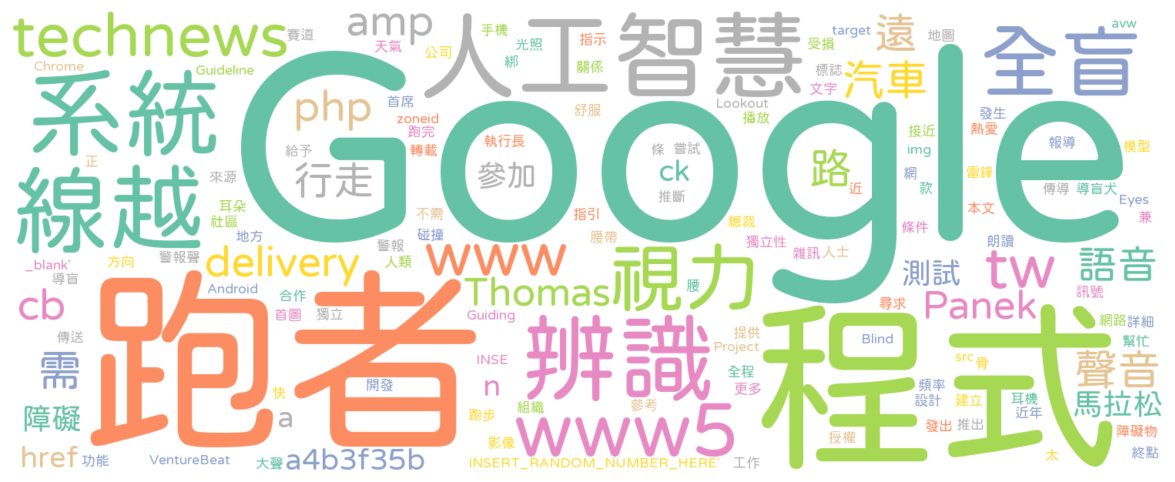 technews
賽道
amp
人工智慧
手機
光照
指示
target
遠
地圖
avw
全盲
Chrome
Guideline
天氣
公司
綁
關係
受損
標誌
汽車
系統
Google
php
首席
zoneid
跑完
轉載
執行長
舒服
Lookout
播放
文字
接近
img
發生
熱愛
報導
模型
正
給予
行走
參加
條
嘗試
ck
推斷
路
近
網
款
雷鋒
傳導
導盲犬
線越
來源
耳朵
社區
地方
不需
碰撞
指引
腰帶
總裁
獨立性
雜訊
人士
條件
本文
Eyes
兼
朗讀
_blank'
方向
警報聲
導盲
delivery
警報
人類
www
視力
腰
測試
tw
語音
訊號
cb
Android
合作
首圖
獨立
Thomas
Guiding
尋求
Panek
傳送
跑者
辨識
提供
Project
Blind
程式
網路
詳細
幫忙
需
INSE
n
全程
更多
src
骨
聲音
開發
快
組織
參考
頻率
設計
建立
耳機
近年
馬拉松
障礙
a
跑步
www5
授權
發出
推出
障礙物
href
功能
VentureBeat
大聲
a4b3f35b
影像
INSERT_RANDOM_NUMBER_HERE'
工作
太
終點